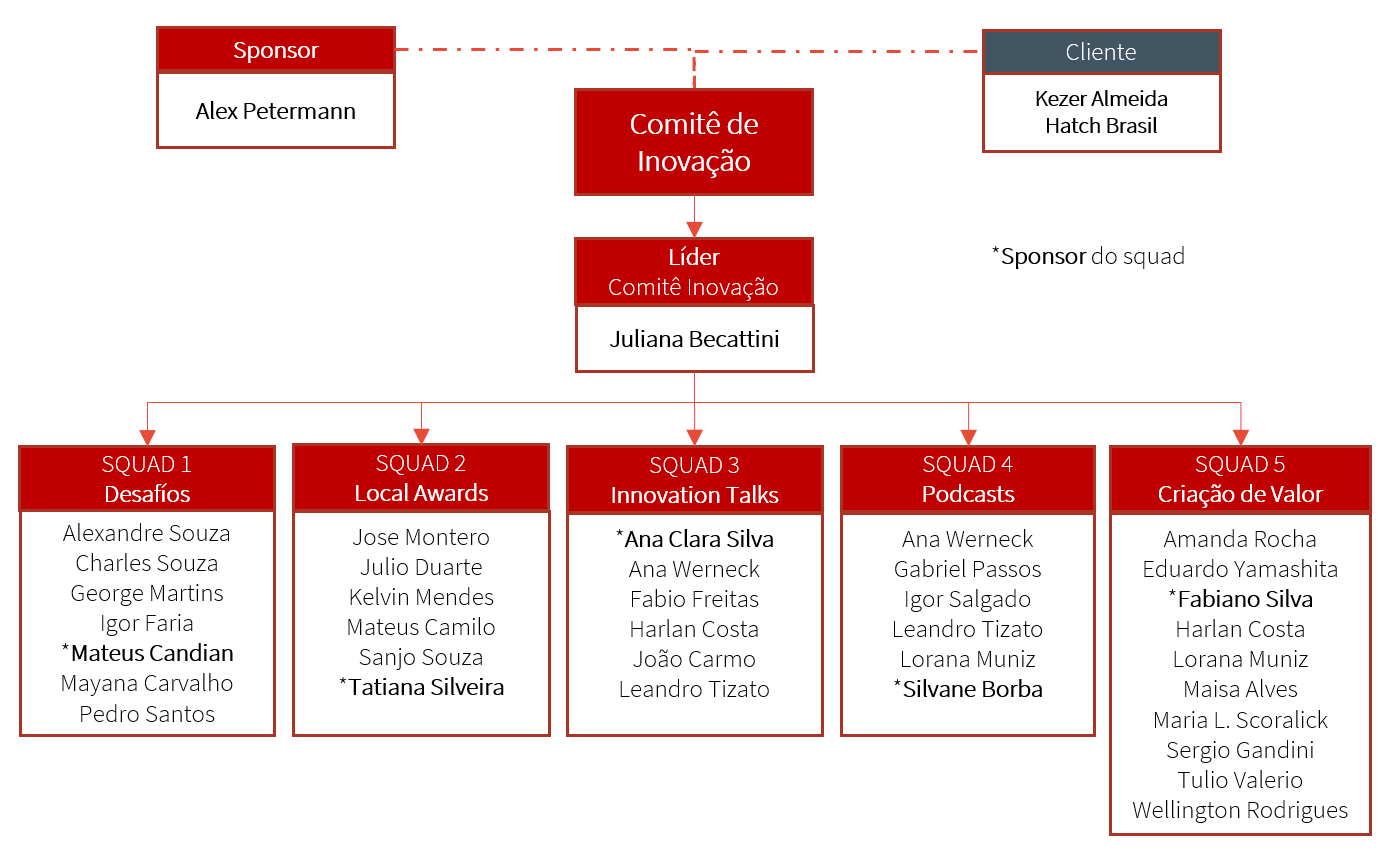 Sponsor
Alex Petermann
Cliente
Kezer Almeida
Hatch Brasil
Comitê de
Inovação
Líder
Comitê Inovação
Juliana Becattini
*Sponsor do squad
SQUAD 1
Desafíos
Alexandre Souza
Charles Souza
George Martins
Igor Faria
*Mateus Candian
Mayana Carvalho
Pedro Santos
SQUAD 2
Local Awards
Jose Montero
Julio Duarte
Kelvin Mendes
Mateus Camilo
Sanjo Souza
*Tatiana Silveira
SQUAD 3
Innovation Talks
*Ana Clara Silva
Ana Werneck
Fabio Freitas
Harlan Costa
João Carmo
Leandro Tizato
SQUAD 4
Podcasts
Ana Werneck
Gabriel Passos
Igor Salgado
Leandro Tizato
Lorana Muniz
*Silvane Borba
SQUAD 5
Criação de Valor
Amanda Rocha
Eduardo Yamashita
*Fabiano Silva
Harlan Costa
Lorana Muniz
Maisa Alves
Maria L. Scoralick
Sergio Gandini
Tulio Valerio
Wellington Rodrigues